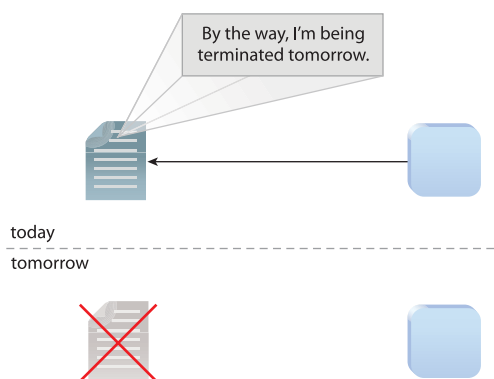 By the way, I'm being
terminated tomorrow.
today
tomorrow